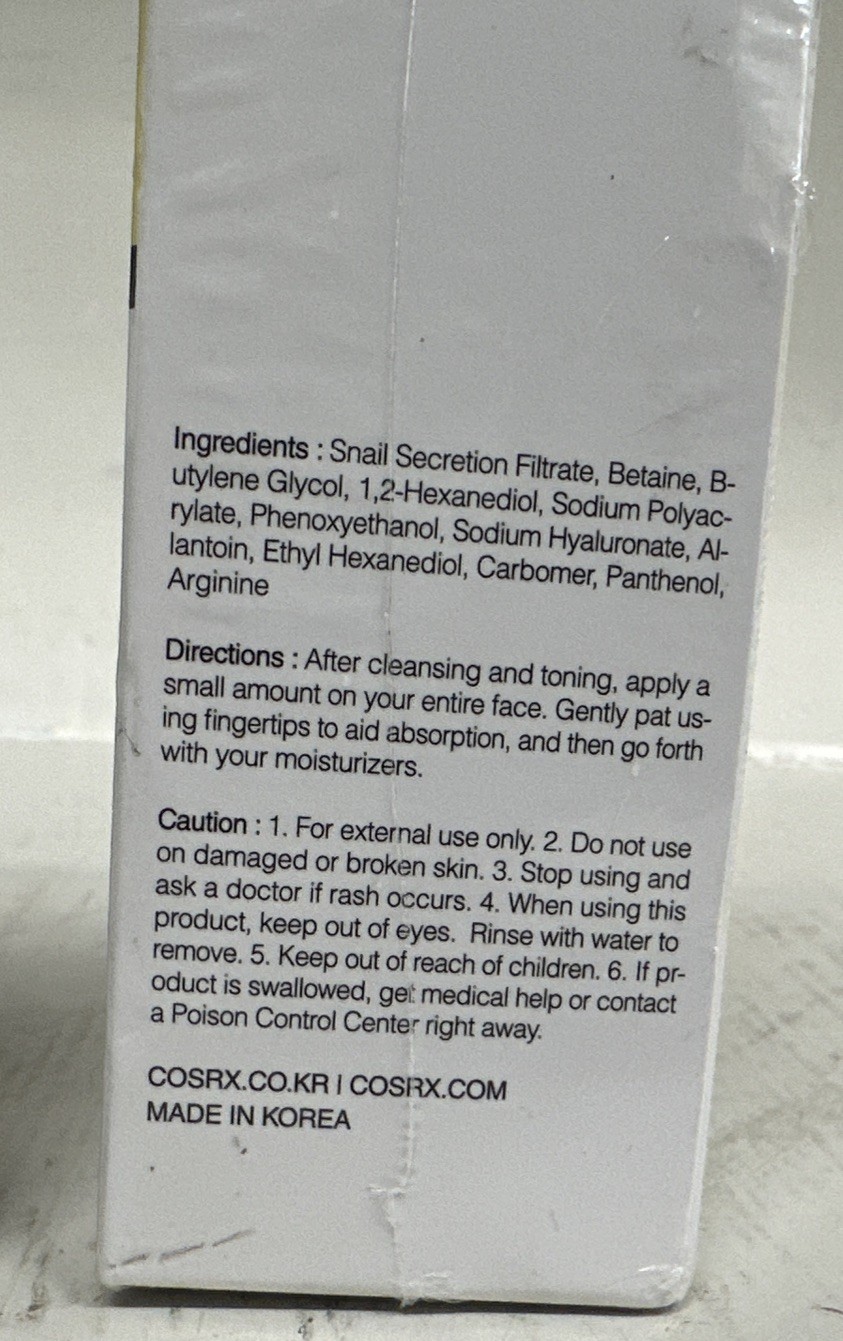 Ingredients : Snail Secretion Filtrate, Betaine, B-
utylene Glycol, 1,2-Hexanediol, Sodium Polyac-
rylate, Phenoxyethanol, Sodium Hyaluronate, Al-
lantoin, Ethyl Hexanediol, Carbomer, Panthenol,
Arginine
Directions : After cleansing and toning, apply a
small amount on your entire face. Gently pat us-
ing fingertips to aid absorption, and then go forth
with your moisturizers.
Caution : 1. For external use only. 2. Do not use
on damaged or broken skin. 3. Stop using and
ask a doctor if rash occurs. 4. When using this
product, keep out of eyes. Rinse with water to
remove. 5. Keep out of reach of children. 6. If pr-
oduct is swallowed, get medical help or contact
a Poison Control Center right away.
COSRX.CO.KR | COSRX.COM
MADE IN KOREA